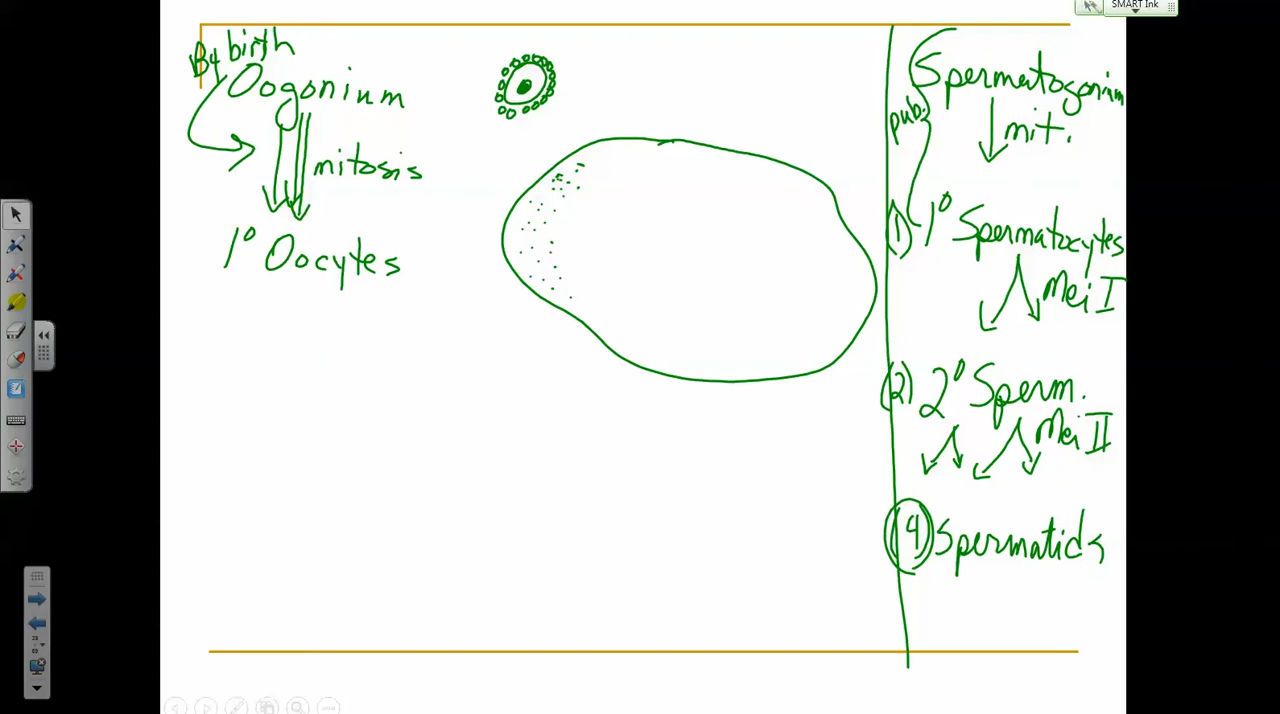 SMART Ink
By birth
Oogonium
mitosis
1° Oocytes
Spermatogonium
pub.
mit.
(1) 1° Spermatocytes
Mei I
(2) 2° Sperm.
Mei II
4 Spermatids